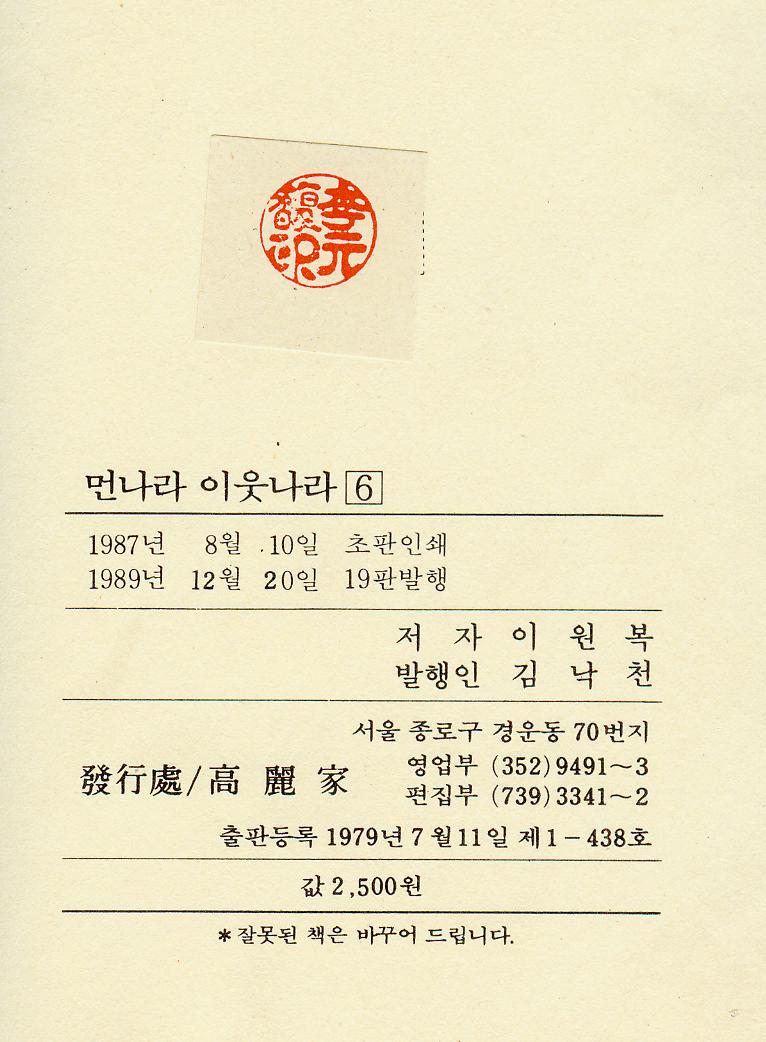 李元
馥印
먼나라 이웃나라 6
1987년 8월 10일 초판인쇄
1989년 12월 20일 19판발행
저 자 이 원 복
발행인 김 낙 천
서울 종로구 경운동 70번지
發行處/高 麗 家
영업부 (352)9491~3
편집부 (739)3341~2
출판등록 1979년 7월 11일 제1-438호
값 2,500원
*잘못된 책은 바꾸어 드립니다.